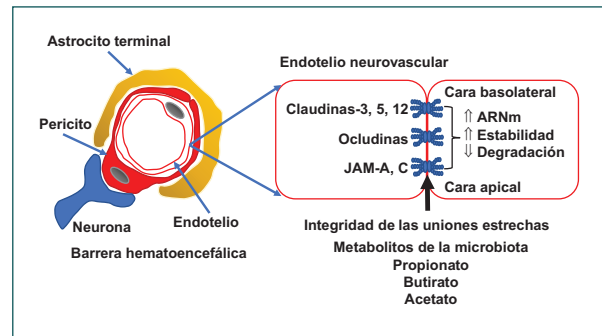 Astrocito terminal
Pericito
Neurona
Endotelio
Barrera hematoencefálica
Endotelio neurovascular
Claudinas-3, 5, 12
Ocludinas
JAM-A, C
Cara basolateral
⇑ ARNm
⇑ Estabilidad
⇓ Degradación
Cara apical
Integridad de las uniones estrechas
Metabolitos de la microbiota
Propionato
Butirato
Acetato